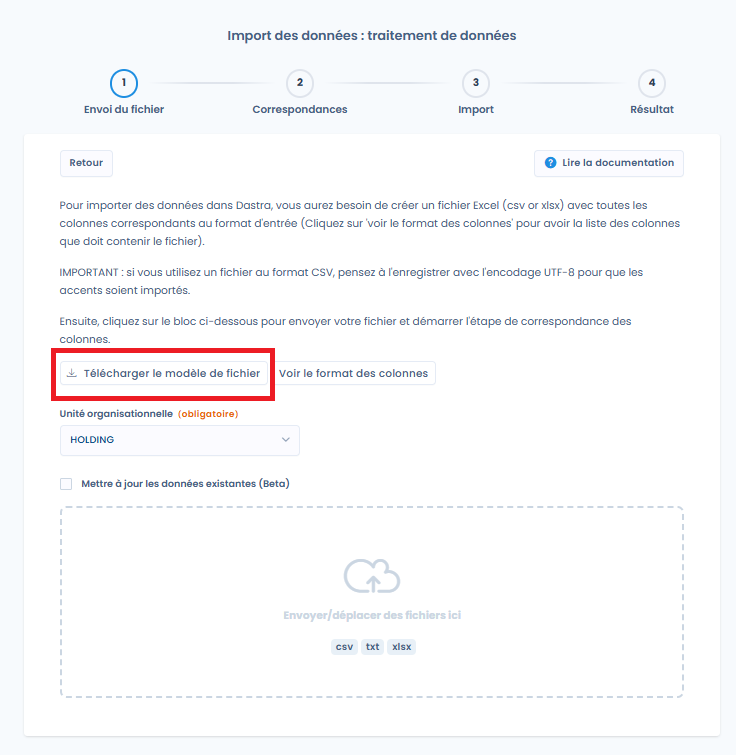 Import des données : traitement de données
1
2
3
4
Envoi du fichier
Correspondances
Import
Résultat
Retour
Lire la documentation
Pour importer des données dans Dastra, vous aurez besoin de créer un fichier Excel (csv or xlsx) avec toutes les
colonnes correspondants au format d'entrée (Cliquez sur 'voir le format des colonnes' pour avoir la liste des colonnes
que doit contenir le fichier).
IMPORTANT : si vous utilisez un fichier au format CSV, pensez à l'enregistrer avec l'encodage UTF-8 pour que les
accents soient importés.
Ensuite, cliquez sur le bloc ci-dessous pour envoyer votre fichier et démarrer l'étape de correspondance des
colonnes.
Télécharger le modèle de fichier
Voir le format des colonnes
Unité organisationnelle (obligatoire)
HOLDING
Mettre à jour les données existantes (Beta)
Envoyer/déplacer des fichiers ici
csv txt xlsx